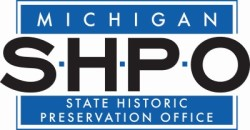 MICHIGAN
S·H·P·O
STATE HISTORIC
PRESERVATION OFFICE